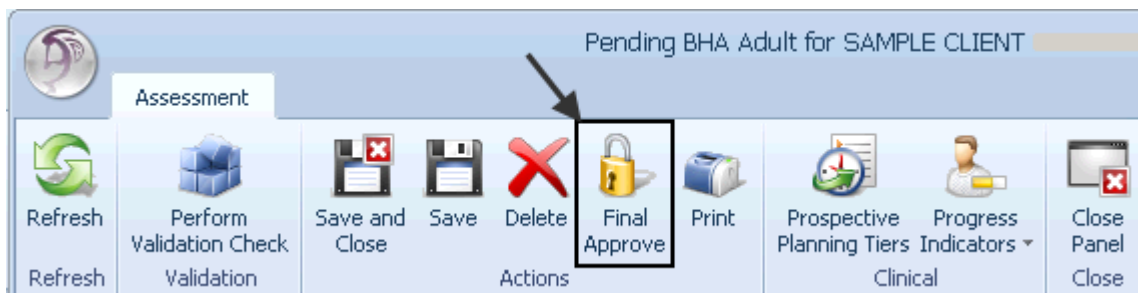 Pending BHA Adult for SAMPLE CLIENT
Assessment
Refresh
Perform
Validation Check
Save and
Close
Save
Delete
Final
Approve
Print
Prospective
Planning Tiers
Progress
Indicators
Close
Panel
Refresh
Validation
Actions
Clinical
Close